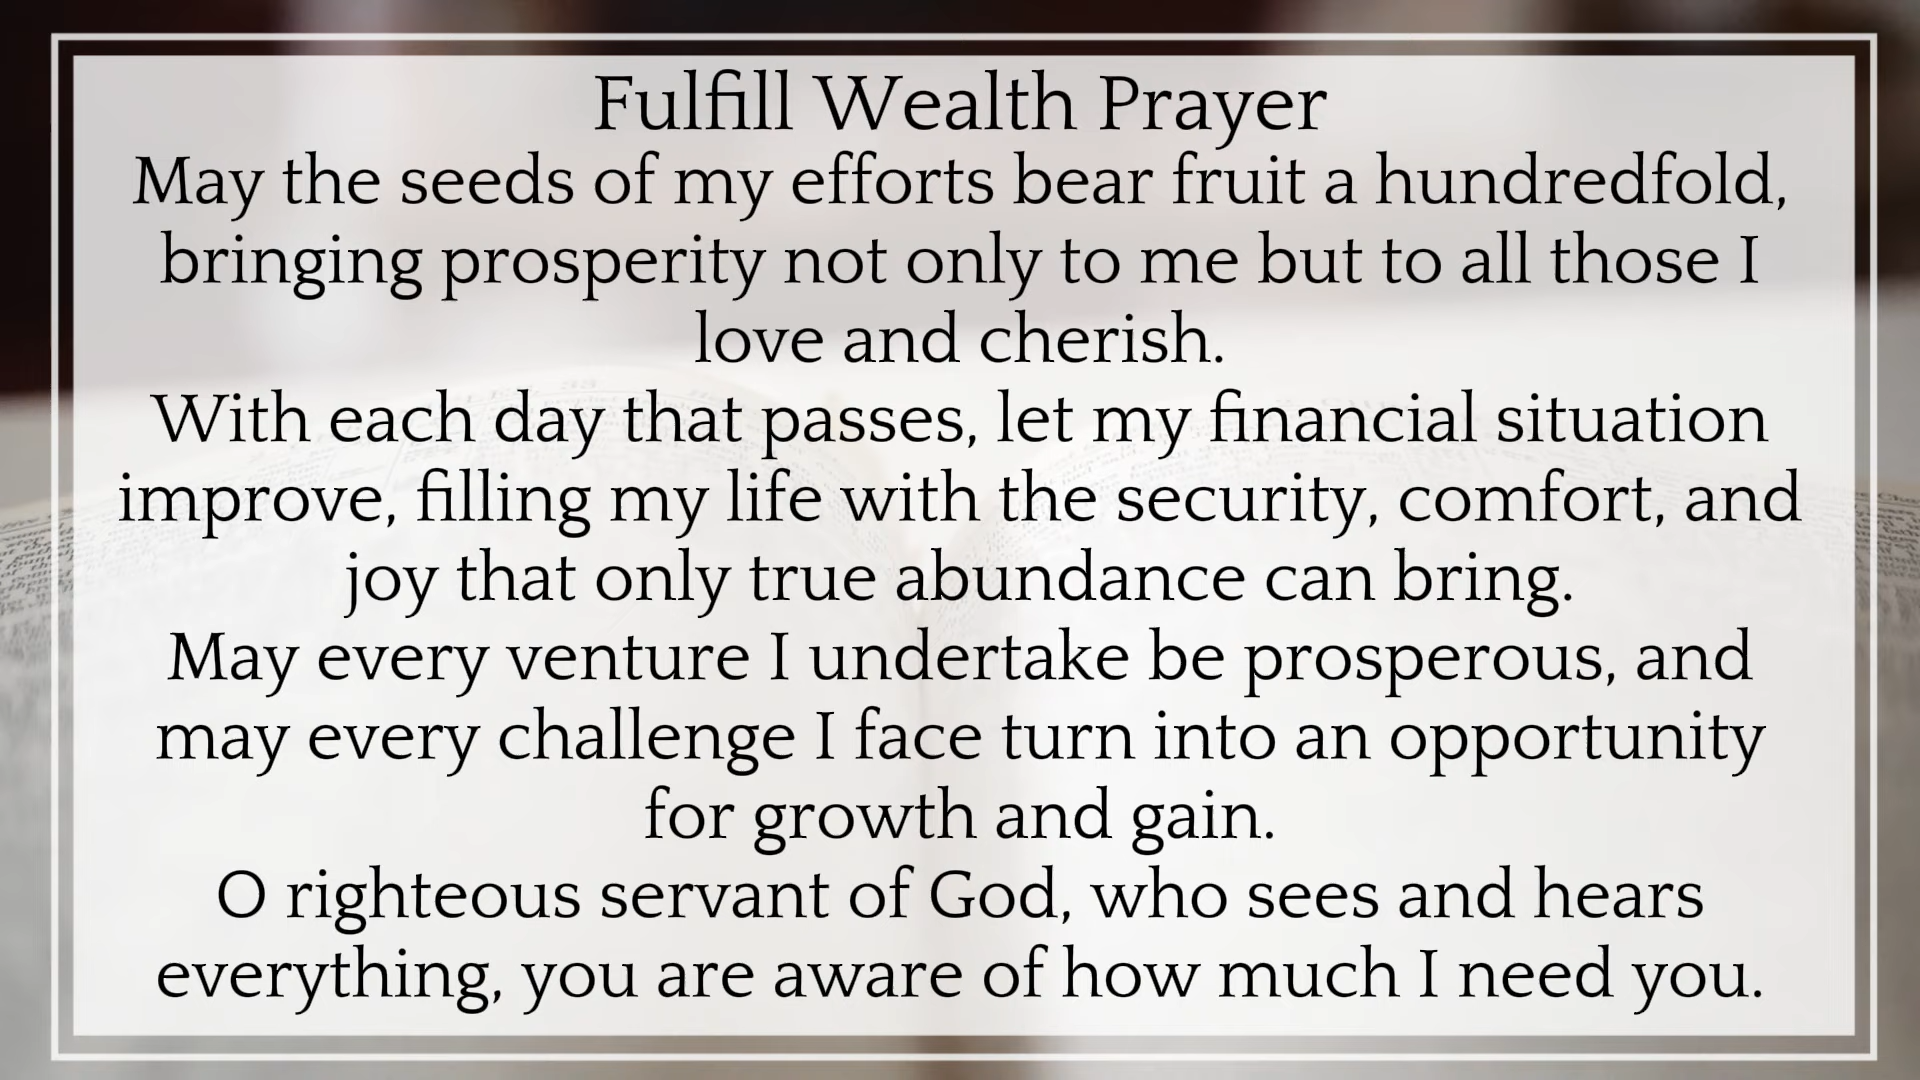 Fulfill Wealth Prayer
May the seeds of my efforts bear fruit a hundredfold,
bringing prosperity not only to me but to all those I
love and cherish.
With each day that passes, let my financial situation
improve, filling my life with the security, comfort, and
joy that only true abundance can bring.
May every venture I undertake be prosperous, and
may every challenge I face turn into an opportunity
for growth and gain.
O righteous servant of God, who sees and hears
everything, you are aware of how much I need you.